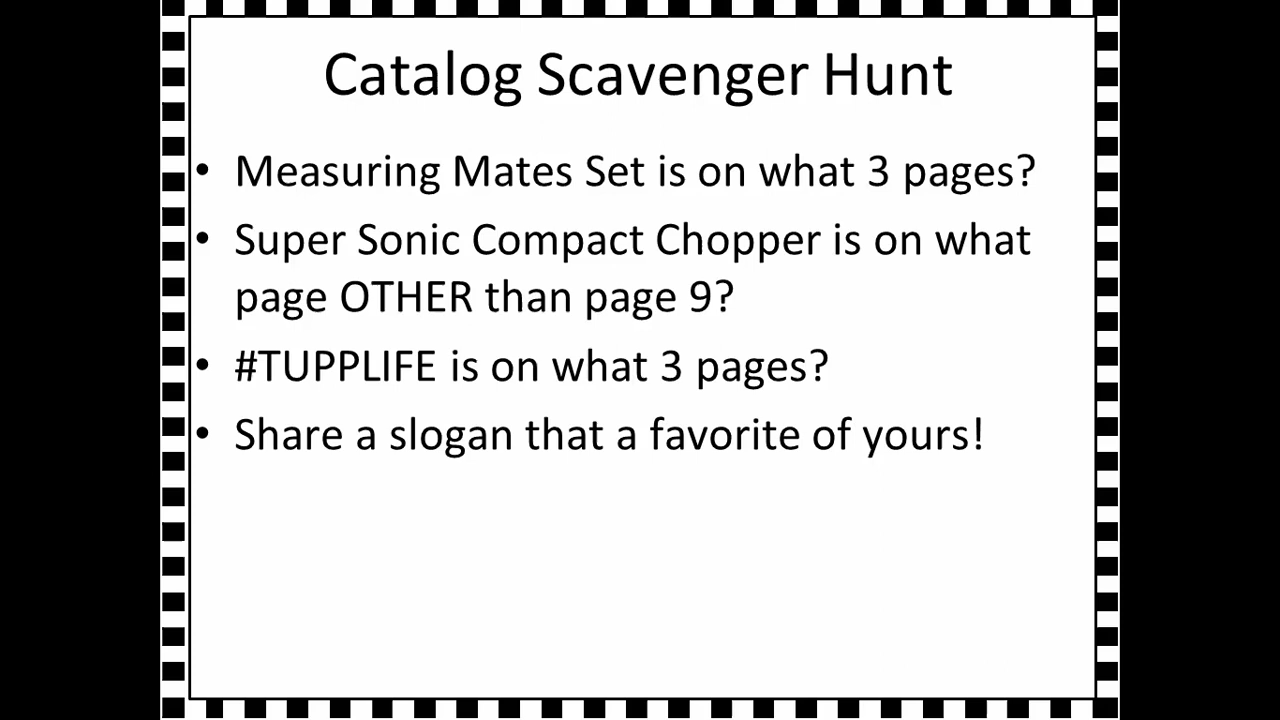 Catalog Scavenger Hunt
• Measuring Mates Set is on what 3 pages?
• Super Sonic Compact Chopper is on what
page OTHER than page 9?
• #TUPPLIFE is on what 3 pages?
• Share a slogan that a favorite of yours!